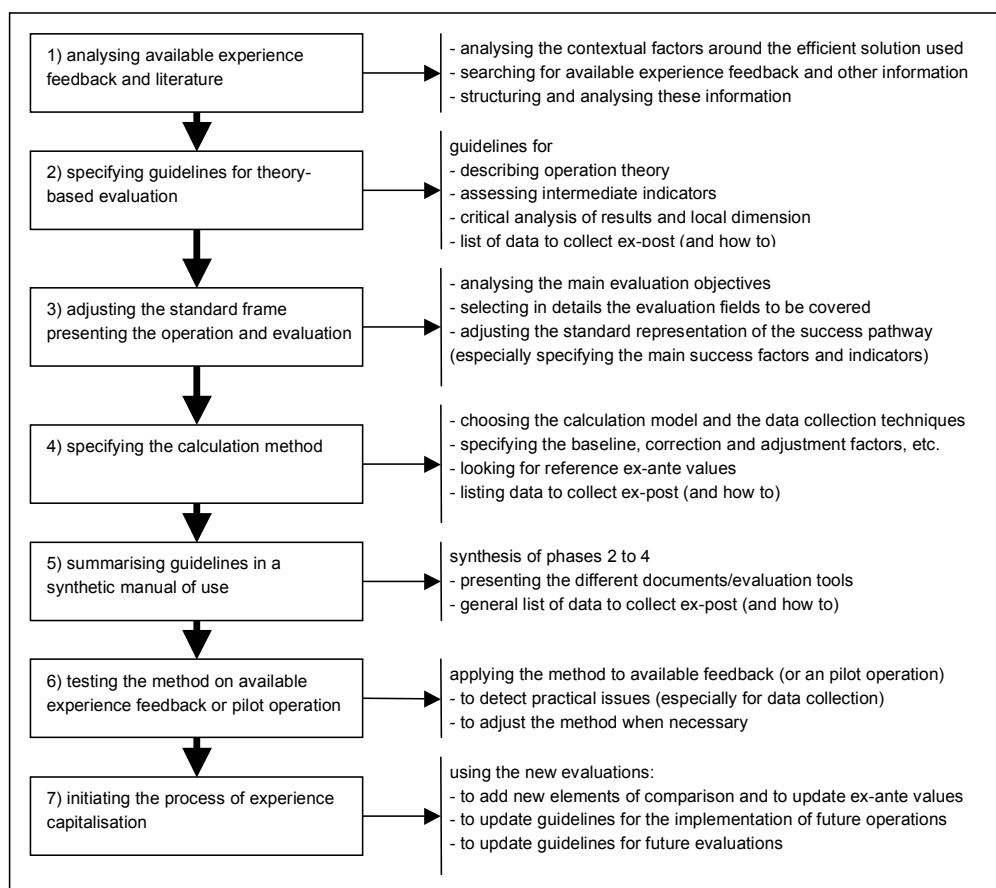 1) analysing available experience
feedback and literature
- analysing the contextual factors around the efficient solution used
- searching for available experience feedback and other information
- structuring and analysing these information
2) specifying guidelines for theory-
based evaluation
guidelines for
- describing operation theory
- assessing intermediate indicators
- critical analysis of results and local dimension
- list of data to collect ex-post (and how to)
3) adjusting the standard frame
presenting the operation and evaluation
- analysing the main evaluation objectives
- selecting in details the evaluation fields to be covered
- adjusting the standard representation of the success pathway
(especially specifying the main success factors and indicators)
4) specifying the calculation method
- choosing the calculation model and the data collection techniques
- specifying the baseline, correction and adjustment factors, etc.
- looking for reference ex-ante values
- listing data to collect ex-post (and how to)
5) summarising guidelines in a
synthetic manual of use
synthesis of phases 2 to 4
- presenting the different documents/evaluation tools
- general list of data to collect ex-post (and how to)
6) testing the method on available
experience feedback or pilot operation
applying the method to available feedback (or an pilot operation)
- to detect practical issues (especially for data collection)
- to adjust the method when necessary
7) initiating the process of experience
capitalisation
using the new evaluations:
- to add new elements of comparison and to update ex-ante values
- to update guidelines for the implementation of future operations
- to update guidelines for future evaluations